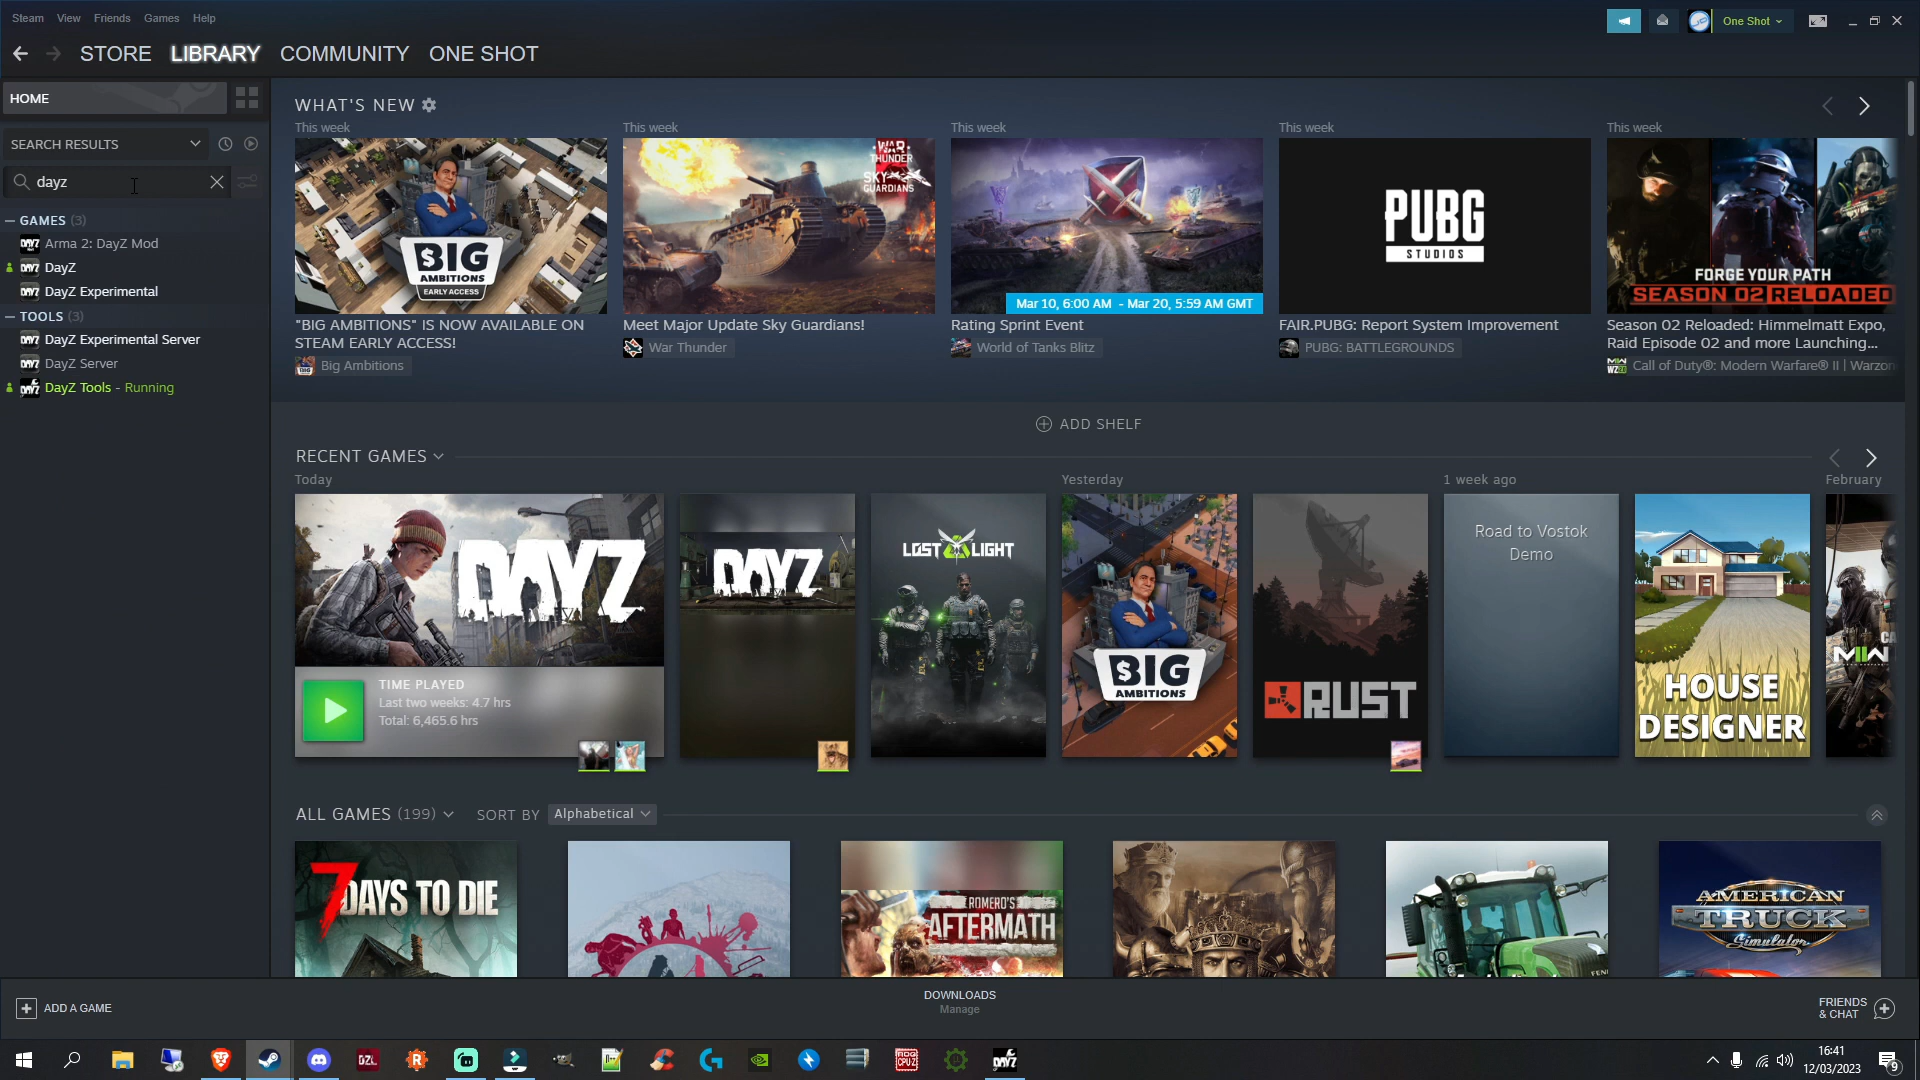 Steam View Friends Games Help
One Shot
STORE LIBRARY COMMUNITY ONE SHOT
HOME
SEARCH RESULTS
dayz
GAMES (3)
Arma 2: DayZ Mod
DayZ
DayZ Experimental
TOOLS (3)
DayZ Experimental Server
DayZ Server
DayZ Tools - Running
WHAT'S NEW
This week
BIG
AMBITIONS
EARLY ACCESS
"BIG AMBITIONS" IS NOW AVAILABLE ON
STEAM EARLY ACCESS!
Big Ambitions
This week
WAR
THUNDER
SKY
GUARDIANS
Meet Major Update Sky Guardians!
War Thunder
This week
Mar 10, 6:00 AM - Mar 20, 5:59 AM GMT
Rating Sprint Event
World of Tanks Blitz
This week
PUBG
STUDIOS
FAIR.PUBG: Report System Improvement
PUBG: BATTLEGROUNDS
This week
FORGE YOUR PATH
SEASON 02 RELOADED
Season 02 Reloaded: Himmelmatt Expo,
Raid Episode 02 and more Launching...
Call of Duty®: Modern Warfare® II | Warzon
ADD SHELF
RECENT GAMES
Today
Yesterday
1 week ago
February
DAYZ
TIME PLAYED
Last two weeks: 4.7 hrs
Total: 6,465.6 hrs
DAYZ
LOST LIGHT
BIG
AMBITIONS
RUST
Road to Vostok
Demo
HOUSE
DESIGNER
MWII
ALL GAMES (199)
SORT BY Alphabetical
7 DAYS TO DIE
ROMERO'S
AFTERMATH
AMERICAN
TRUCK
Simulator
ADD A GAME
DOWNLOADS
Manage
FRIENDS
& CHAT
DZL
CPUZ
DAYZ
16:41
12/03/2023
9